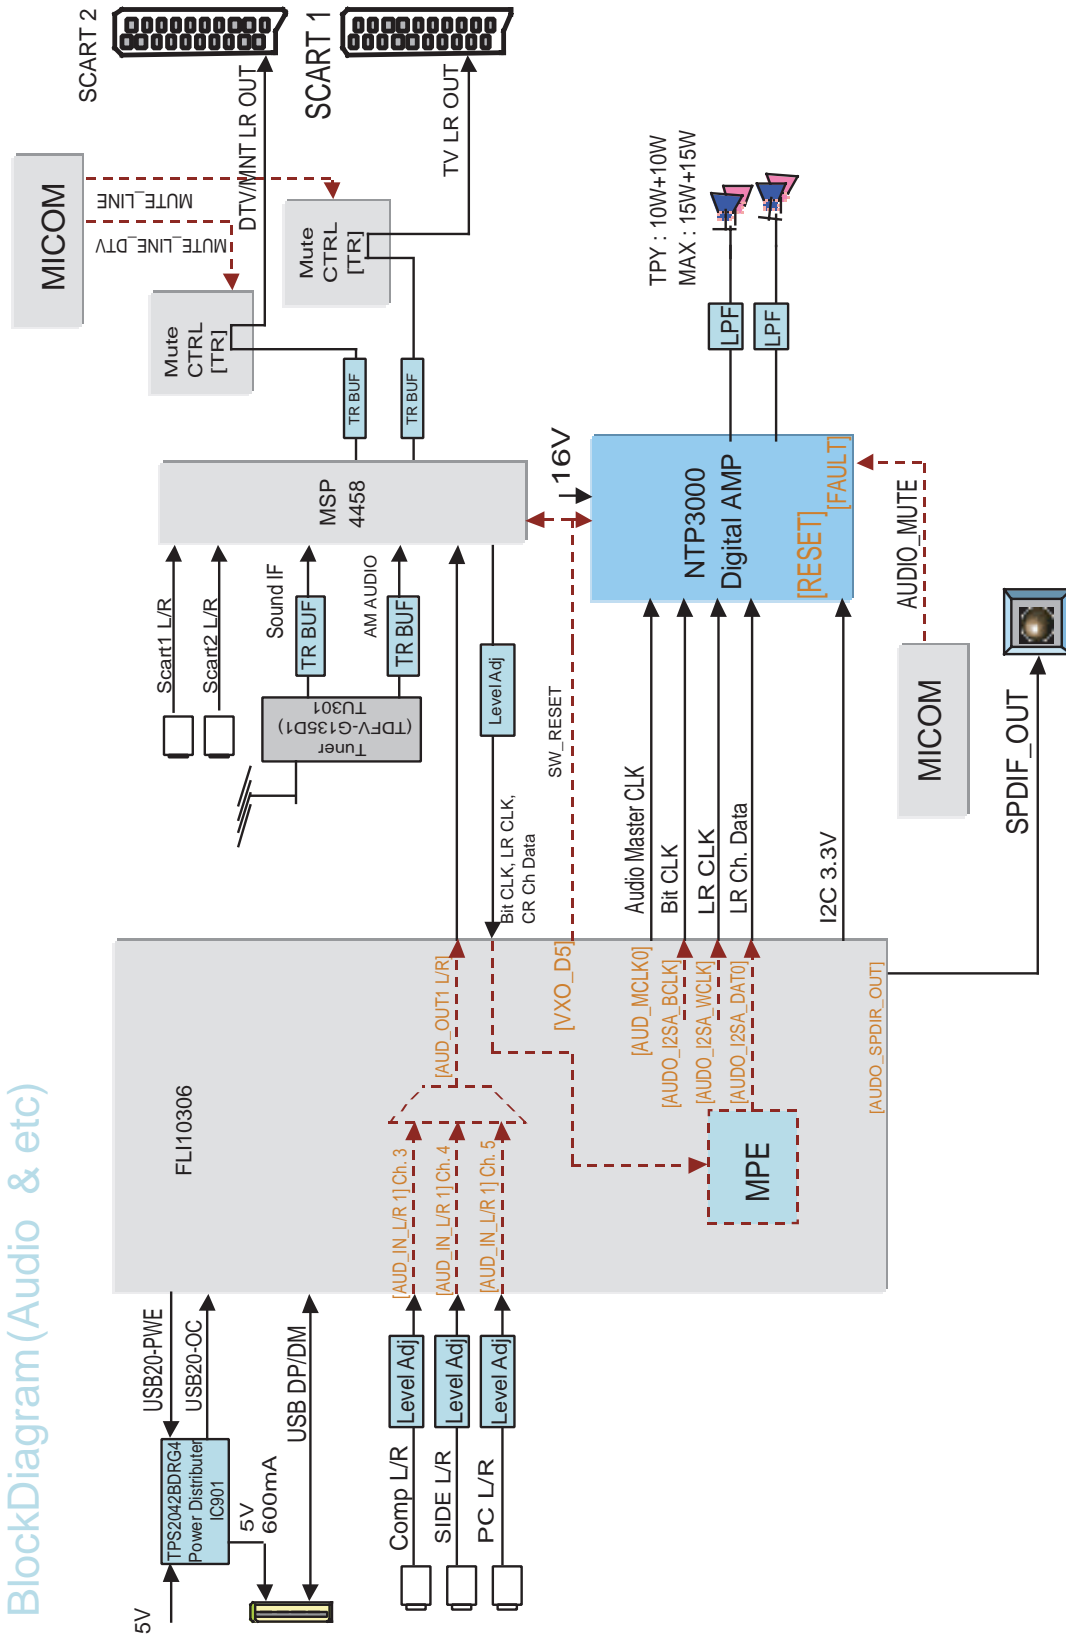 BlockDiagram(Audio & etc)
5V
TPS2042BDRG4
Power Distributer
IC901
USB20-PWE
USB20-OC
5V
600mA
USB DP/DM
Comp L/R
Level Adj
SIDE L/R
Level Adj
PC L/R
Level Adj
FLI10306
[AUD_IN_L/R 1] Ch. 3
[AUD_IN_L/R 1] Ch. 4
[AUD_IN_L/R 1] Ch. 5
[AUD_OUT1 L/R]
[VXO_D5]
[AUD_MCLK0]
[AUDO_I2SA_BCLK]
[AUDO_I2SA_WCLK]
[AUDO_I2SA_DAT0]
MPE
[AUDO_SPDIR_OUT]
Scart1 L/R
Scart2 L/R
Tuner
(TDFV-G135D1)
TU301
TR BUF
Sound IF
TR BUF
AM AUDIO
Level Adj
Bit CLK, LR CLK,
CR Ch Data
SW_RESET
Audio Master CLK
Bit CLK
LR CLK
LR Ch. Data
I2C 3.3V
MSP
4458
TR BUF
TR BUF
16V
NTP3000
Digital AMP
[RESET]
[FAULT]
AUDIO_MUTE
MICOM
SPDIF_OUT
MICOM
MUTE_LINE
MUTE_LINE_DTV
Mute
CTRL
[TR]
Mute
CTRL
[TR]
DTV/MNT LR OUT
TV LR OUT
SCART 2
SCART 1
LPF
LPF
TPY : 10W+10W
MAX : 15W+15W